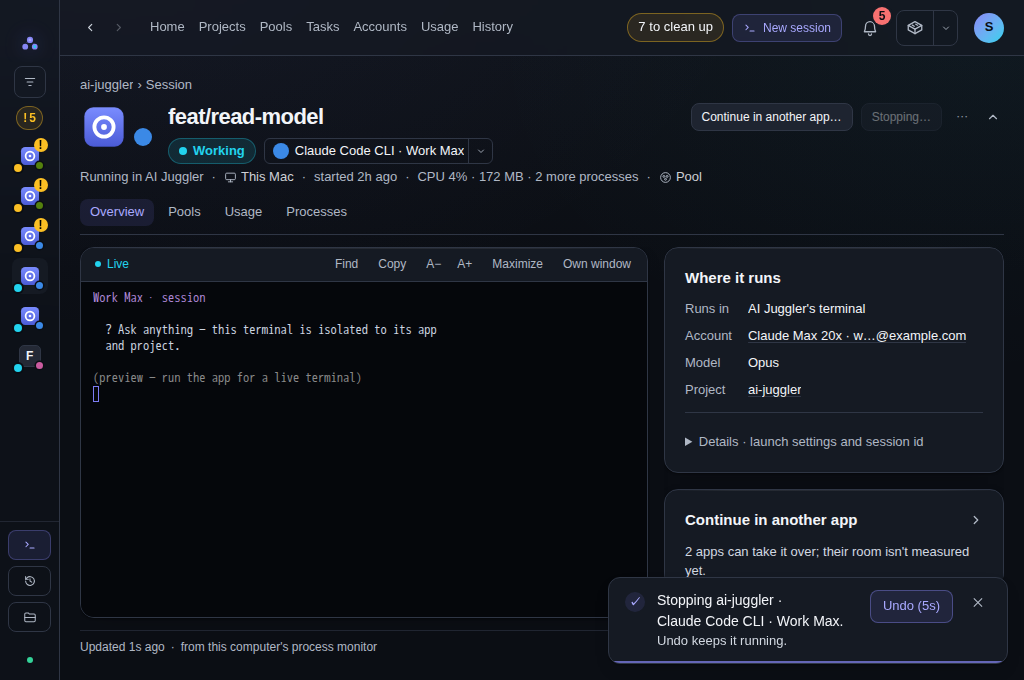 Home Projects Pools Tasks Accounts Usage History
7 to clean up
New session
5
S
!5
!
!
!
F
ai-juggler › Session
feat/read-model
Continue in another app…
Stopping…
Working
Claude Code CLI · Work Max
Running in AI Juggler · This Mac · started 2h ago · CPU 4% · 172 MB · 2 more processes · Pool
Overview Pools Usage Processes
Live
Find Copy A− A+ Maximize Own window
Work Max · session
? Ask anything — this terminal is isolated to its app
and project.
(preview — run the app for a live terminal)
Updated 1s ago · from this computer's process monitor
Where it runs
Runs in AI Juggler's terminal
Account Claude Max 20x · w…@example.com
Model Opus
Project ai-juggler
Details · launch settings and session id
Continue in another app
2 apps can take it over; their room isn't measured
yet.
Stopping ai-juggler ·
Claude Code CLI · Work Max.
Undo keeps it running.
Undo (5s)